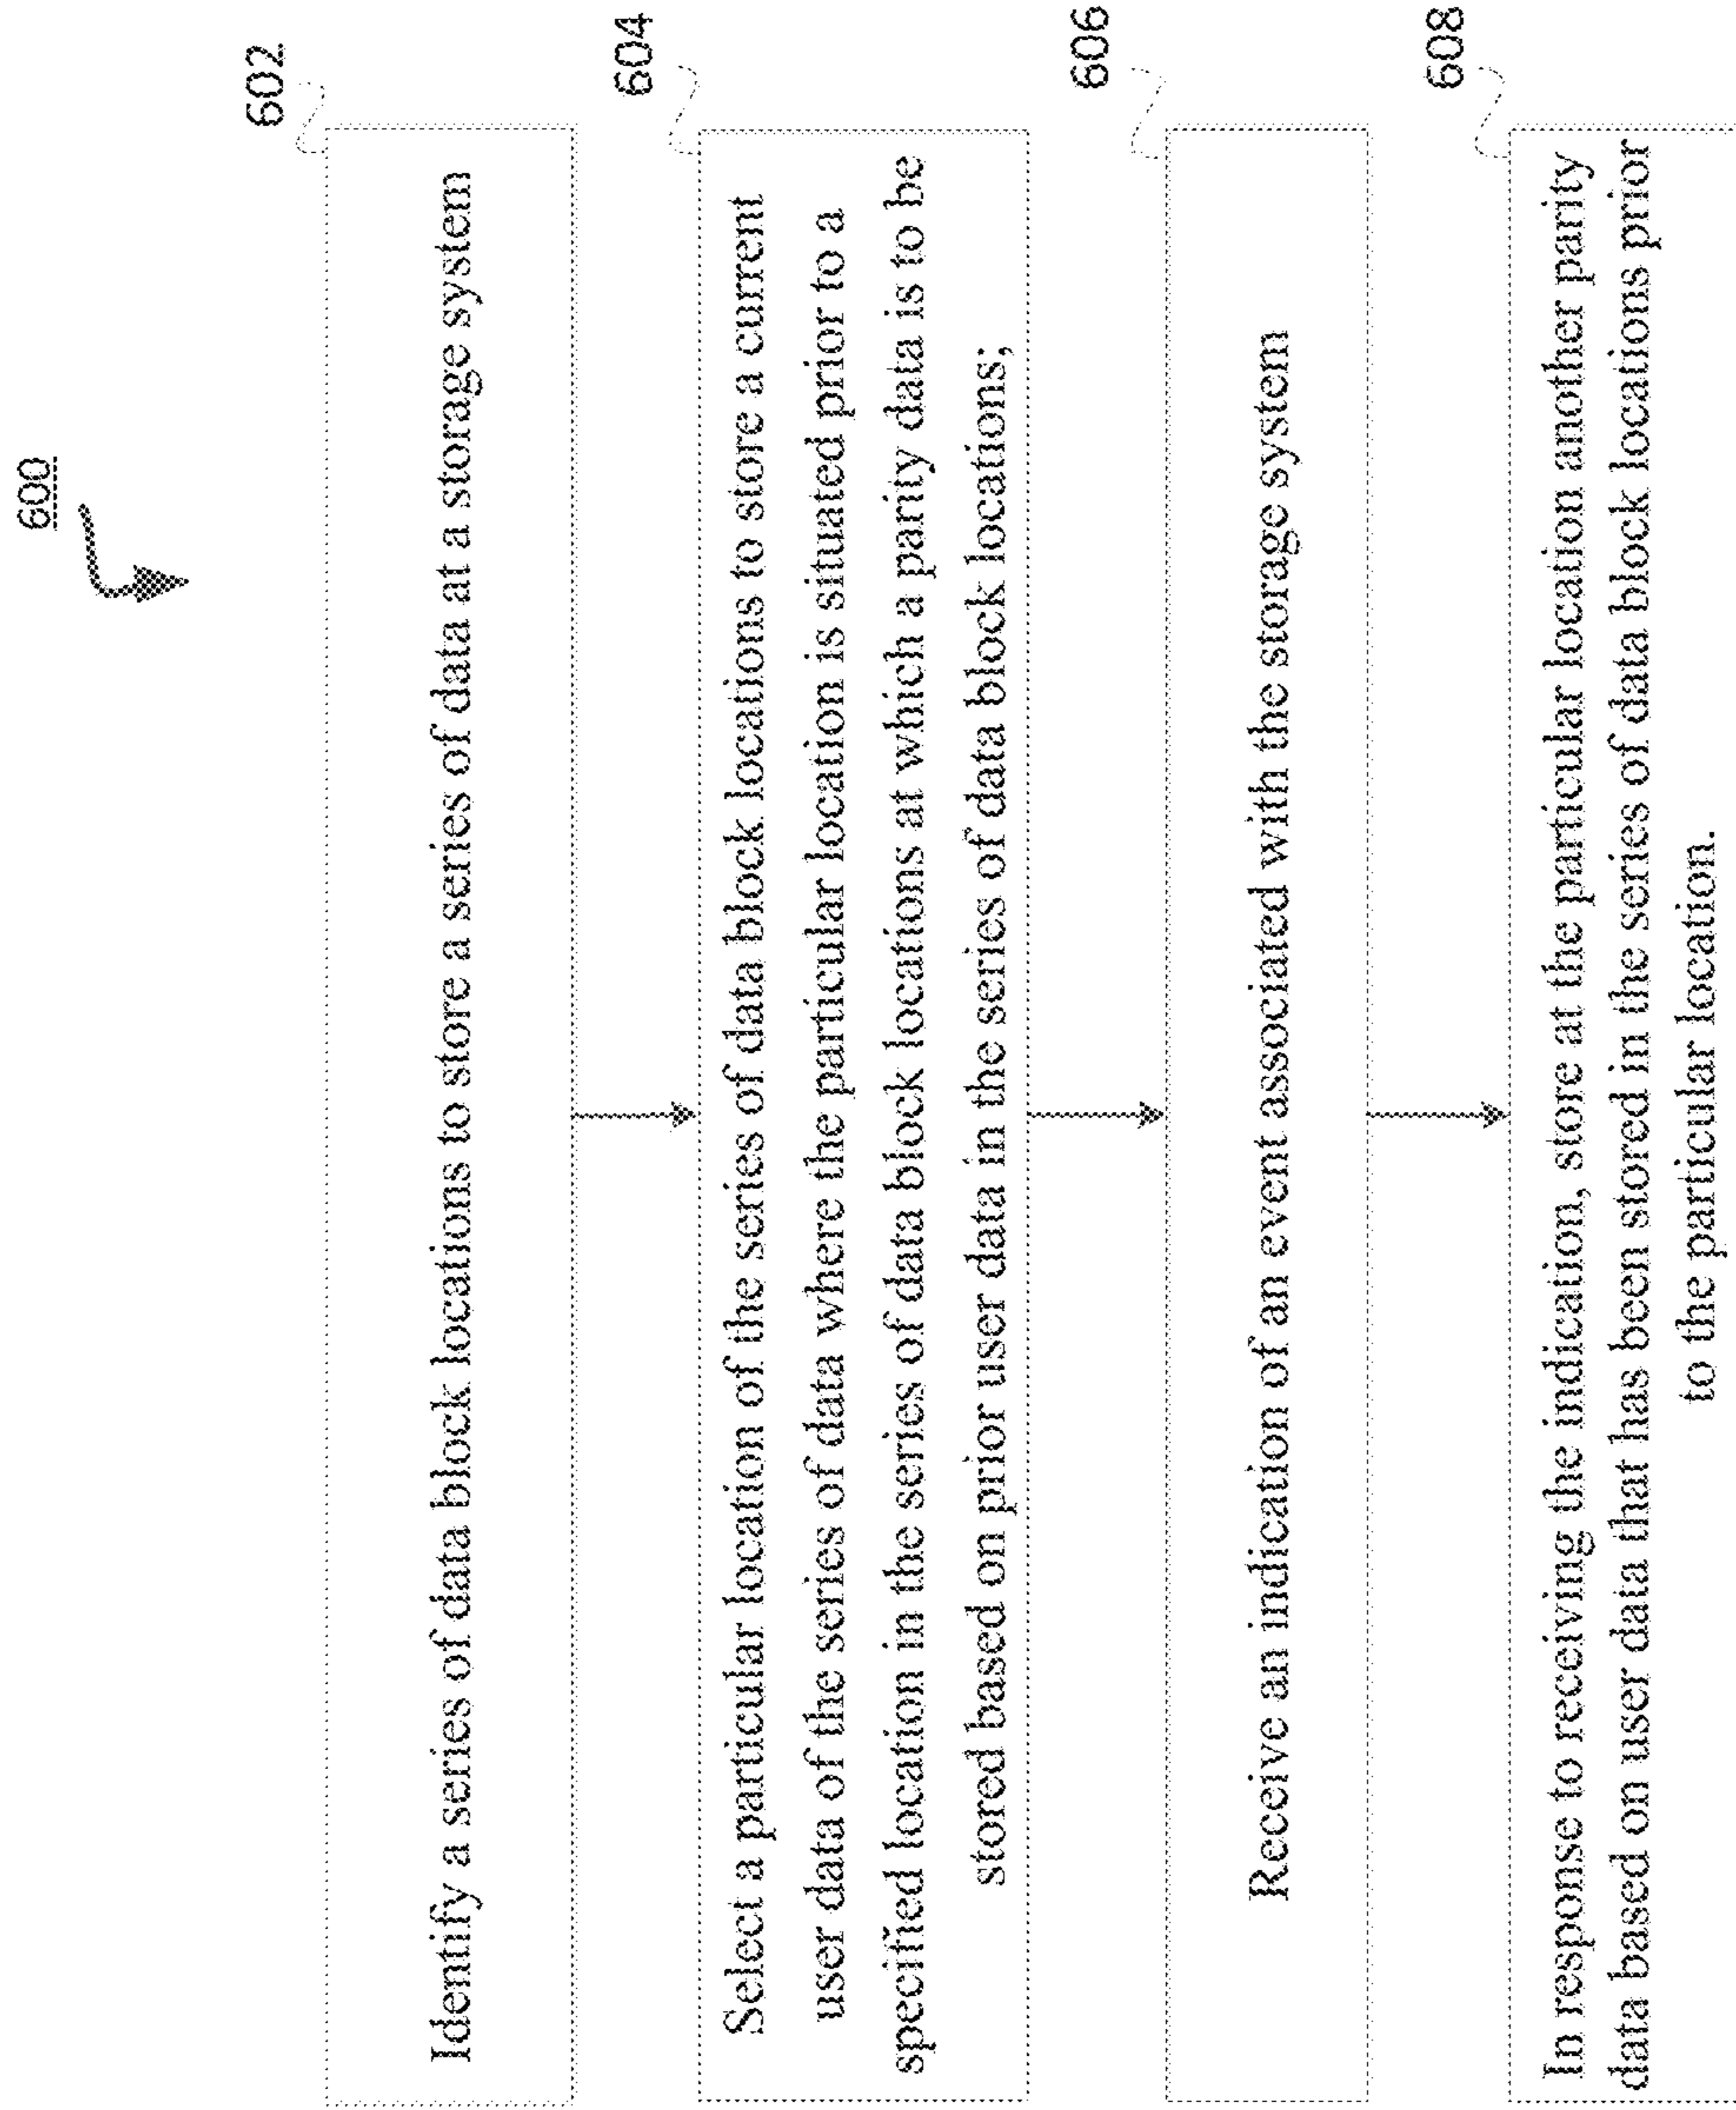 600
602
Identify a series of data block locations to store a series of data at a storage system
604
Select a particular location of the series of data block locations to store a current
user data of the series of data where the particular location is situated prior to a
specified location in the series of data block locations at which a parity data is to be
stored based on prior user data in the series of data block locations;
606
Receive an indication of an event associated with the storage system
608
In response to receiving the indication, store at the particular location another parity
data based on user data that has been stored in the series of data block locations prior
to the particular location.